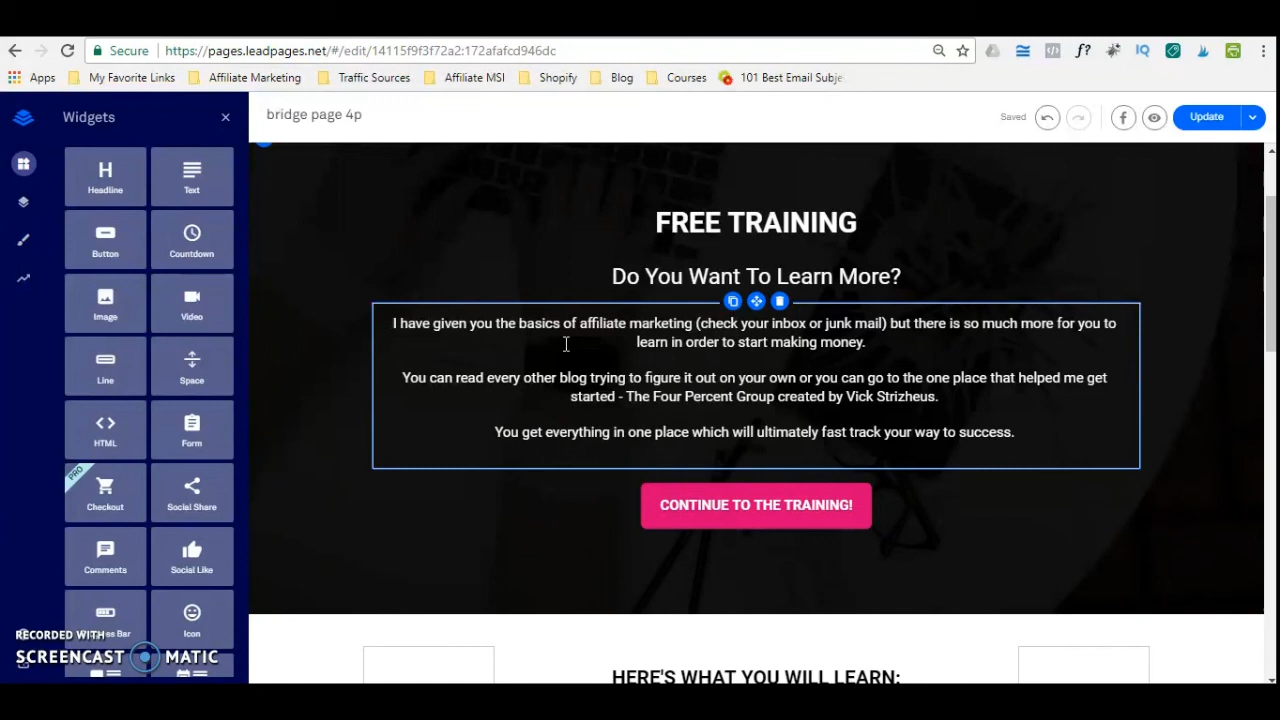 Secure https://pages.leadpages.net/#/edit/14115f9f3f72a2:172afafcd946dc
f?
IQ
Apps My Favorite Links Affiliate Marketing Traffic Sources Affiliate MSI Shopify Blog Courses 101 Best Email Subje
Widgets
bridge page 4p
Saved
Update
H
Headline
Text
Button
Countdown
Image
Video
Line
Space
HTML
Form
PRO
Checkout
Social Share
Comments
Social Like
Bar
Icon
FREE TRAINING
Do You Want To Learn More?
I have given you the basics of affiliate marketing (check your inbox or junk mail) but there is so much more for you to
learn in order to start making money.
You can read every other blog trying to figure it out on your own or you can go to the one place that helped me get
started - The Four Percent Group created by Vick Strizheus.
You get everything in one place which will ultimately fast track your way to success.
CONTINUE TO THE TRAINING!
HERE'S WHAT YOU WILL LEARN:
RECORDED WITH
SCREENCAST MATIC